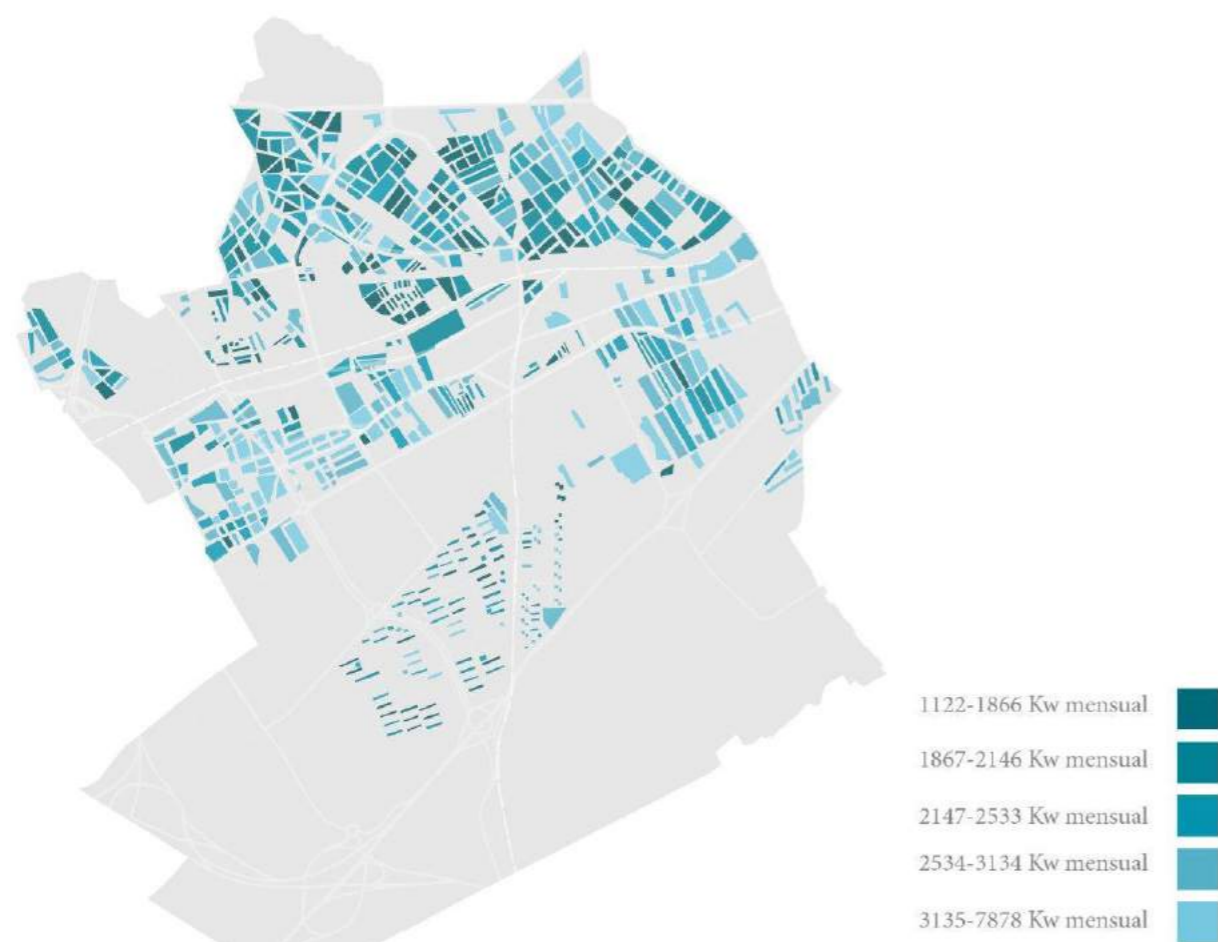 1122-1866 Kw mensual
1867-2146 Kw mensual
2147-2533 Kw mensual
2534-3134 Kw mensual
3135-7878 Kw mensual